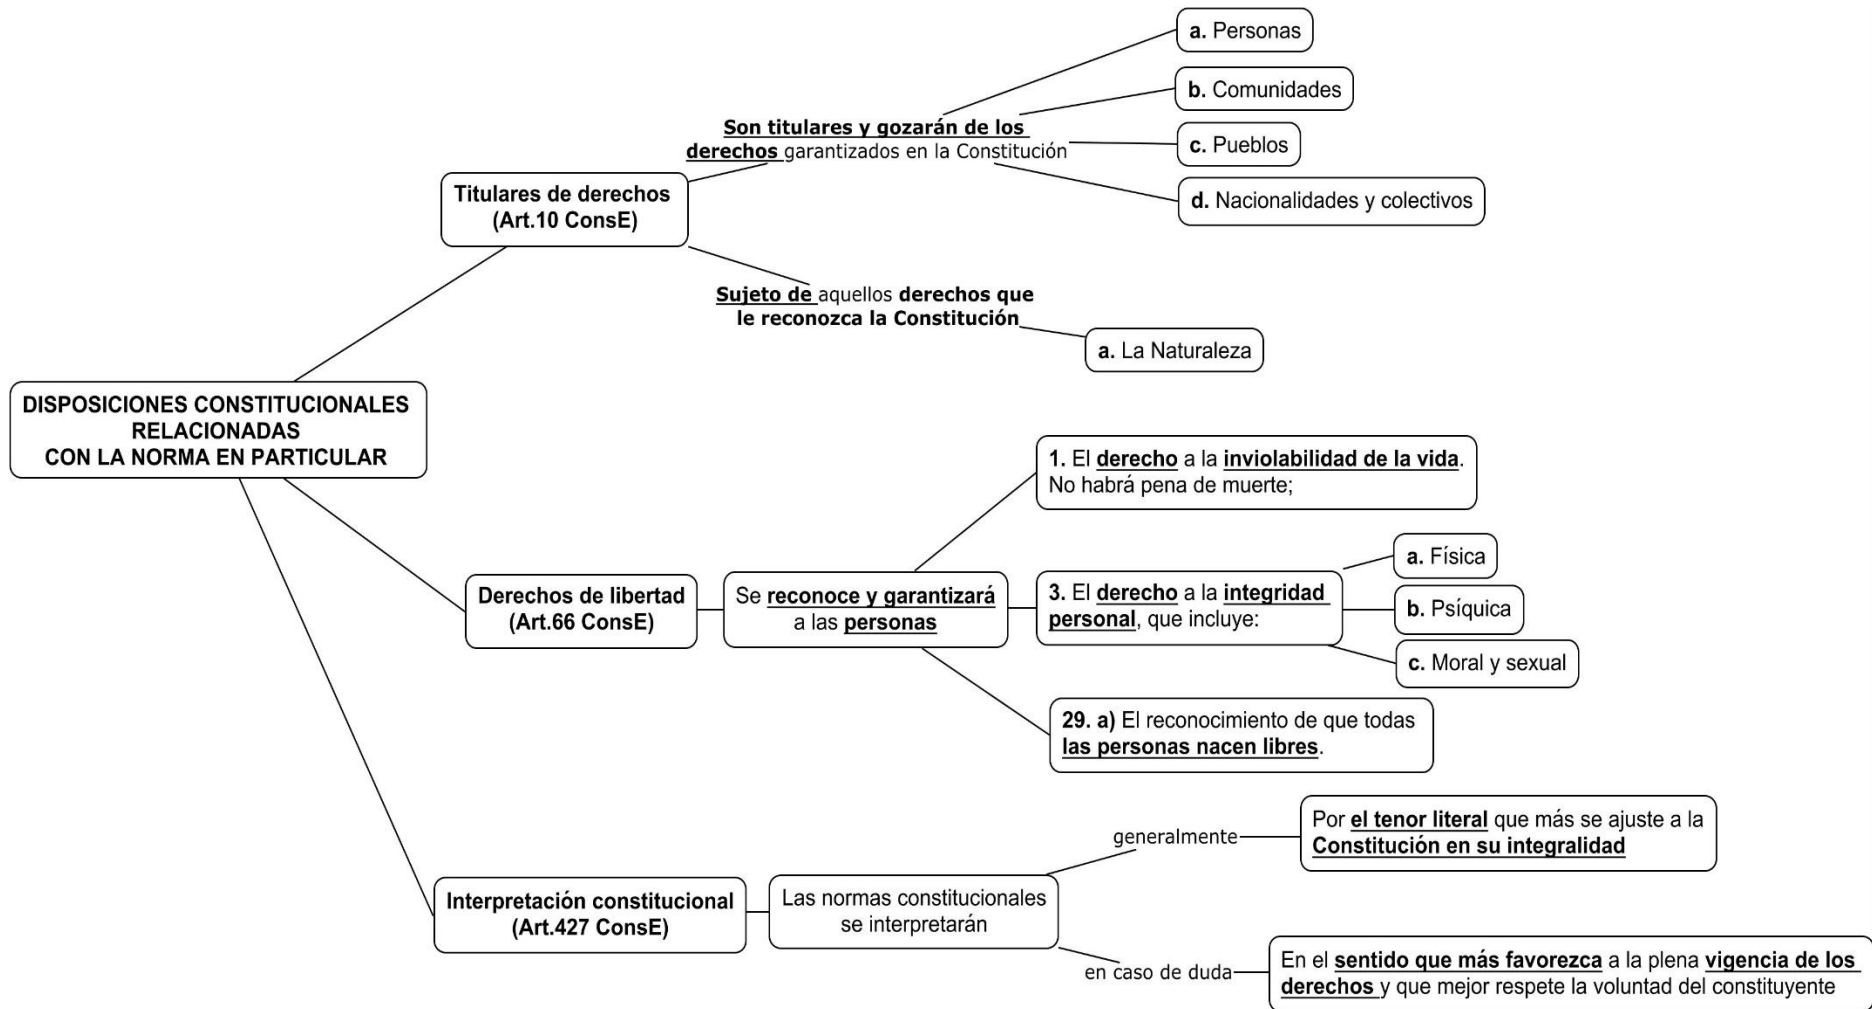 DISPOSICIONES CONSTITUCIONALES
RELACIONADAS
CON LA NORMA EN PARTICULAR
Titulares de derechos
(Art.10 ConsE)
Son titulares y gozarán de los
derechos garantizados en la Constitución
a. Personas
b. Comunidades
c. Pueblos
d. Nacionalidades y colectivos
Sujeto de aquellos derechos que
le reconozca la Constitución
a. La Naturaleza
Derechos de libertad
(Art.66 ConsE)
Se reconoce y garantizará
a las personas
1. El derecho a la inviolabilidad de la vida.
No habrá pena de muerte;
3. El derecho a la integridad
personal, que incluye:
a. Física
b. Psíquica
c. Moral y sexual
29. a) El reconocimiento de que todas
las personas nacen libres.
Interpretación constitucional
(Art.427 ConsE)
Las normas constitucionales
se interpretarán
generalmente
Por el tenor literal que más se ajuste a la
Constitución en su integralidad
en caso de duda
En el sentido que más favorezca a la plena vigencia de los
derechos y que mejor respete la voluntad del constituyente